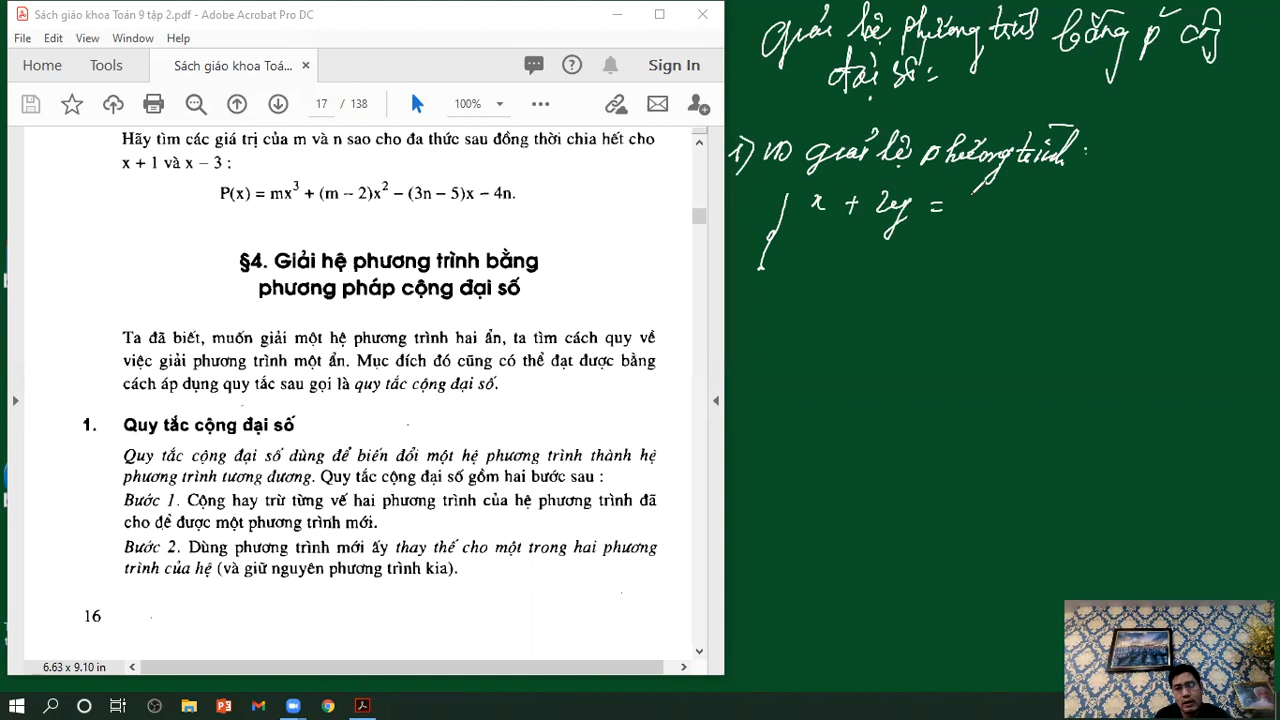 Sách giáo khoa Toán 9 tập 2.pdf - Adobe Acrobat Pro DC
File Edit View Window Help
Home Tools Sách giáo khoa Toá... × Sign In
17 / 138 100%
Hãy tìm các giá trị của m và n sao cho đa thức sau đồng thời chia hết cho
x + 1 và x – 3 :
P(x) = mx³ + (m – 2)x² – (3n – 5)x – 4n.
§4. Giải hệ phương trình bằng
phương pháp cộng đại số
Ta đã biết, muốn giải một hệ phương trình hai ẩn, ta tìm cách quy về
việc giải phương trình một ẩn. Mục đích đó cũng có thể đạt được bằng
cách áp dụng quy tắc sau gọi là quy tắc cộng đại số.
1. Quy tắc cộng đại số
Quy tắc cộng đại số dùng để biến đổi một hệ phương trình thành hệ
phương trình tương đương. Quy tắc cộng đại số gồm hai bước sau :
Bước 1. Cộng hay trừ từng vế hai phương trình của hệ phương trình đã
cho để được một phương trình mới.
Bước 2. Dùng phương trình mới ấy thay thế cho một trong hai phương
trình của hệ (và giữ nguyên phương trình kia).
16
6.63 x 9.10 in
Giải hệ phương trình bằng p² cộng
đại số:
1) VD giải hệ phương trình:
x + 2y =